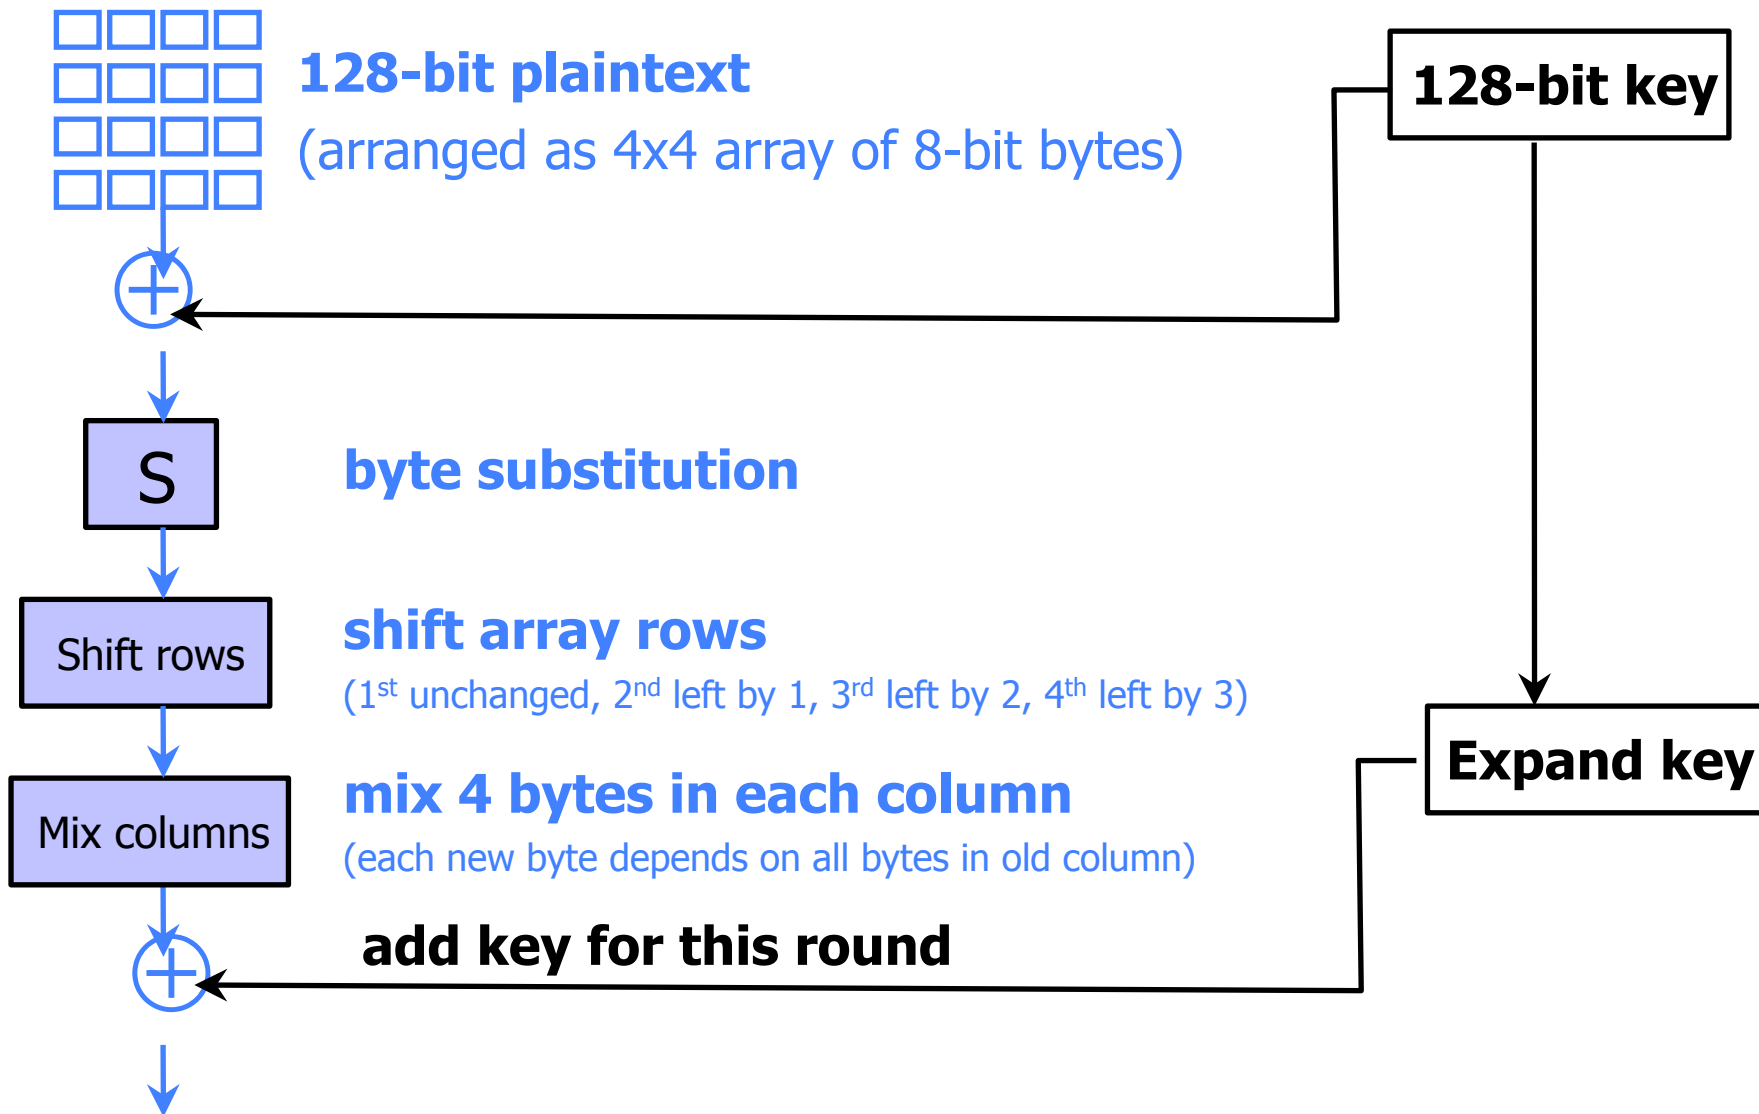 128-bit plaintext
(arranged as 4x4 array of 8-bit bytes)
128-bit key
S
byte substitution
Shift rows
shift array rows
(1st unchanged, 2nd left by 1, 3rd left by 2, 4th left by 3)
Expand key
Mix columns
mix 4 bytes in each column
(each new byte depends on all bytes in old column)
add key for this round